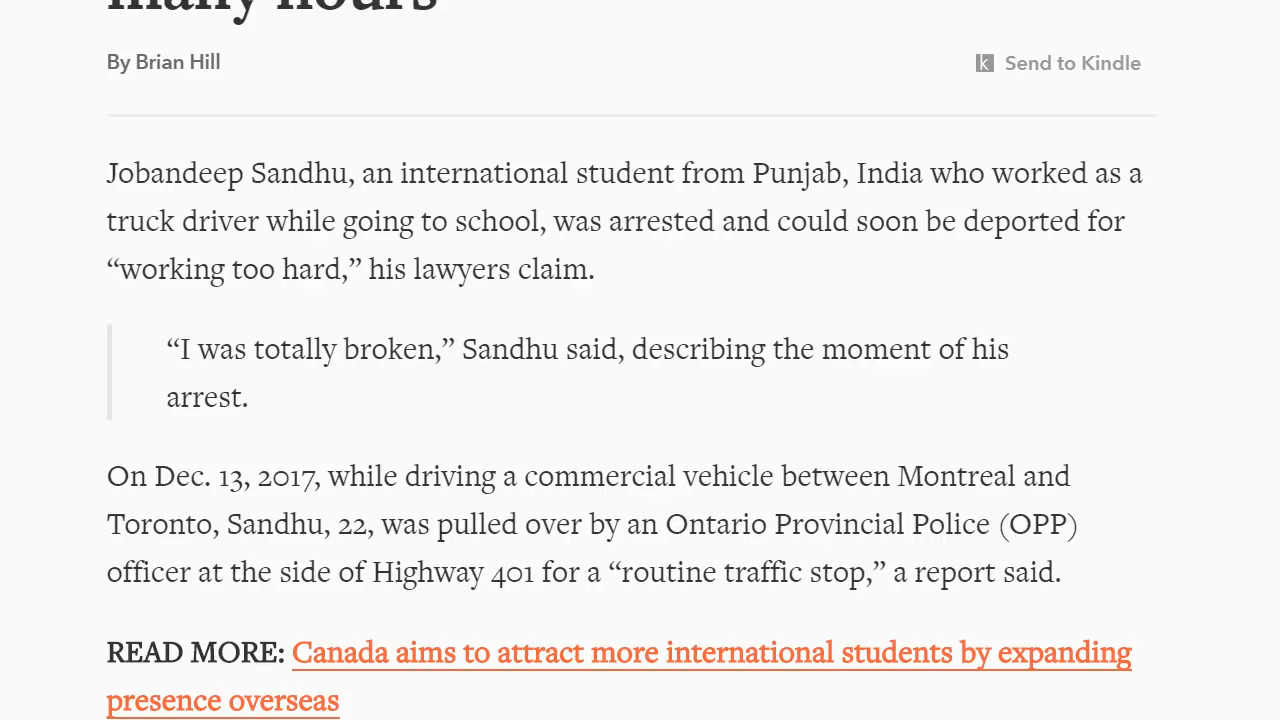 many hours
By Brian Hill
Send to Kindle
Jobandeep Sandhu, an international student from Punjab, India who worked as a
truck driver while going to school, was arrested and could soon be deported for
“working too hard,” his lawyers claim.
“I was totally broken,” Sandhu said, describing the moment of his
arrest.
On Dec. 13, 2017, while driving a commercial vehicle between Montreal and
Toronto, Sandhu, 22, was pulled over by an Ontario Provincial Police (OPP)
officer at the side of Highway 401 for a “routine traffic stop,” a report said.
READ MORE: Canada aims to attract more international students by expanding
presence overseas